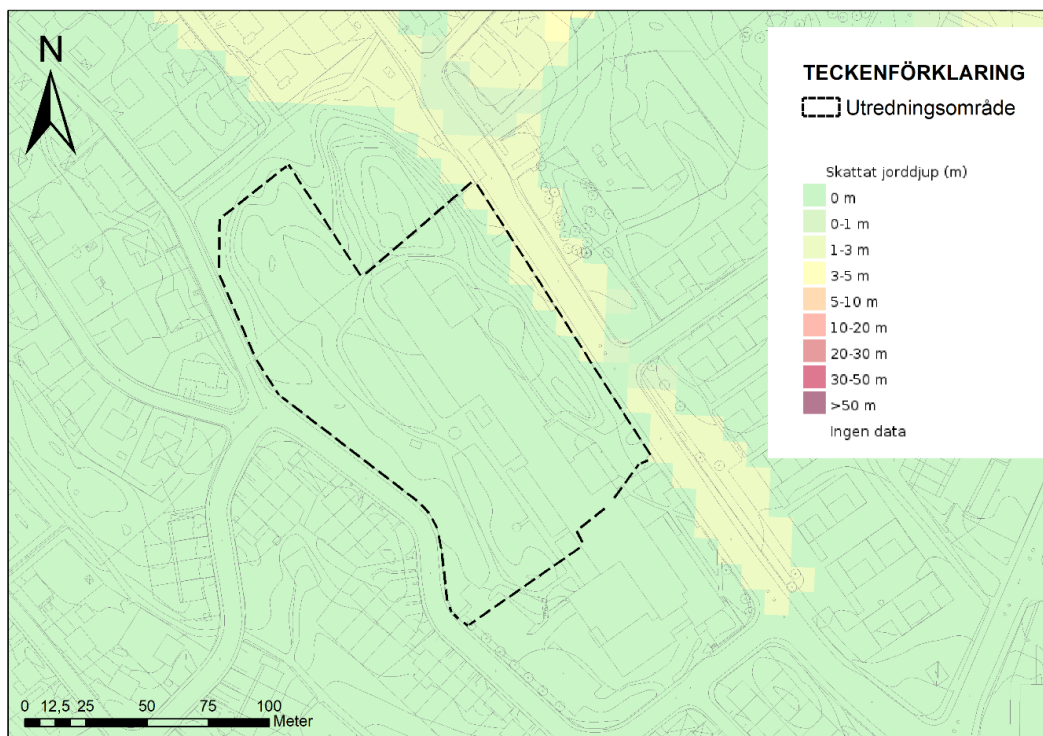 N
TECKENFÖRKLARING
Utredningsområde
Skattat jorddjup (m)
0 m
0-1 m
1-3 m
3-5 m
5-10 m
10-20 m
20-30 m
30-50 m
>50 m
Ingen data
0 12,5 25 50 75 100
Meter